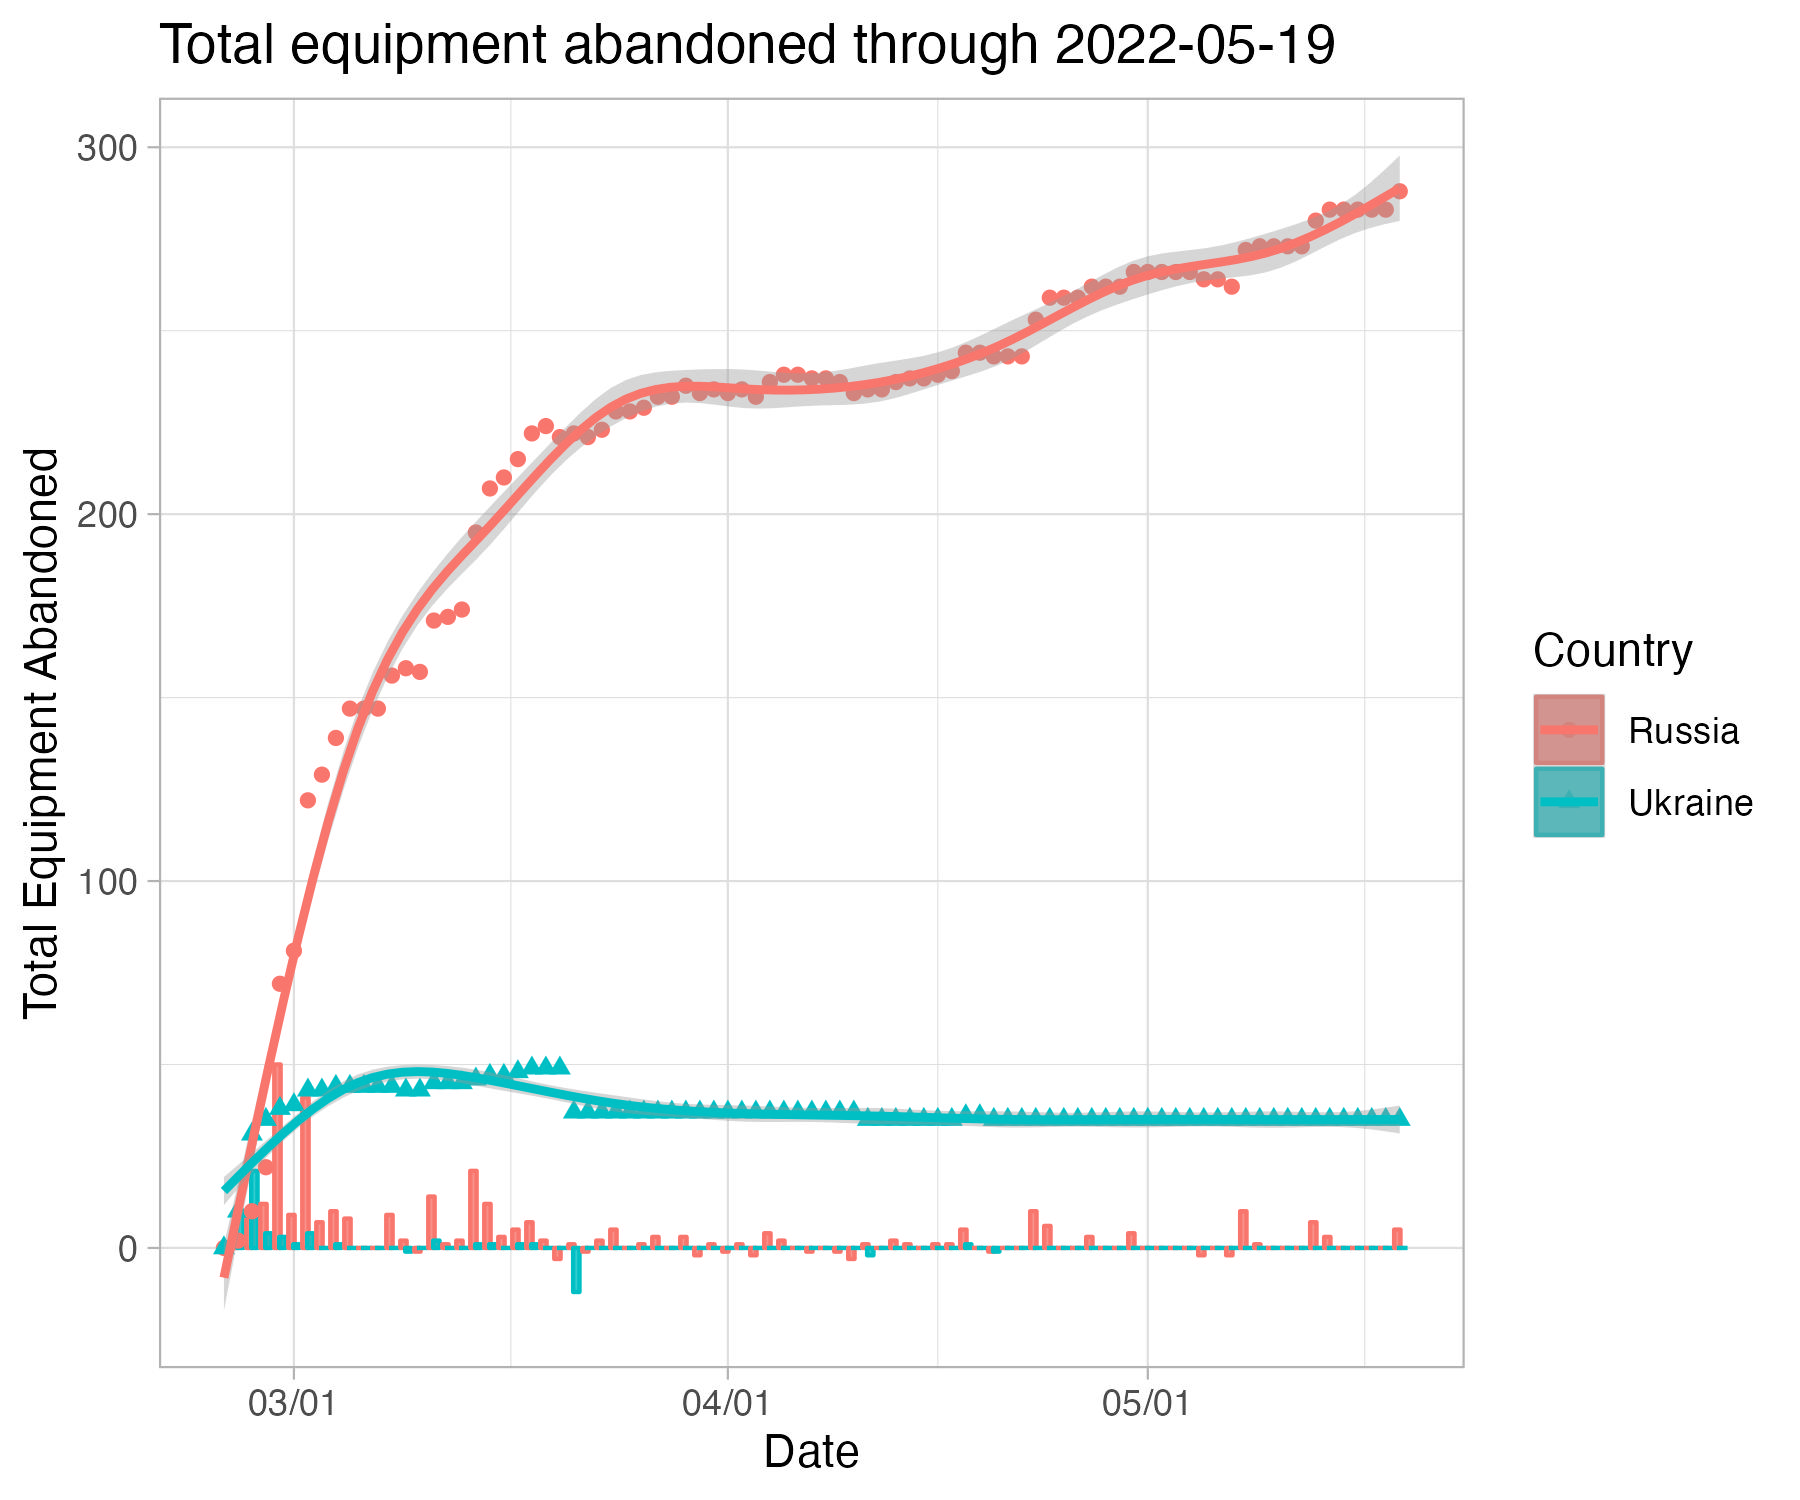 Total equipment abandoned through 2022-05-19
Total Equipment Abandoned
300
200
100
0
03/01 04/01 05/01
Date
Country
Russia
Ukraine